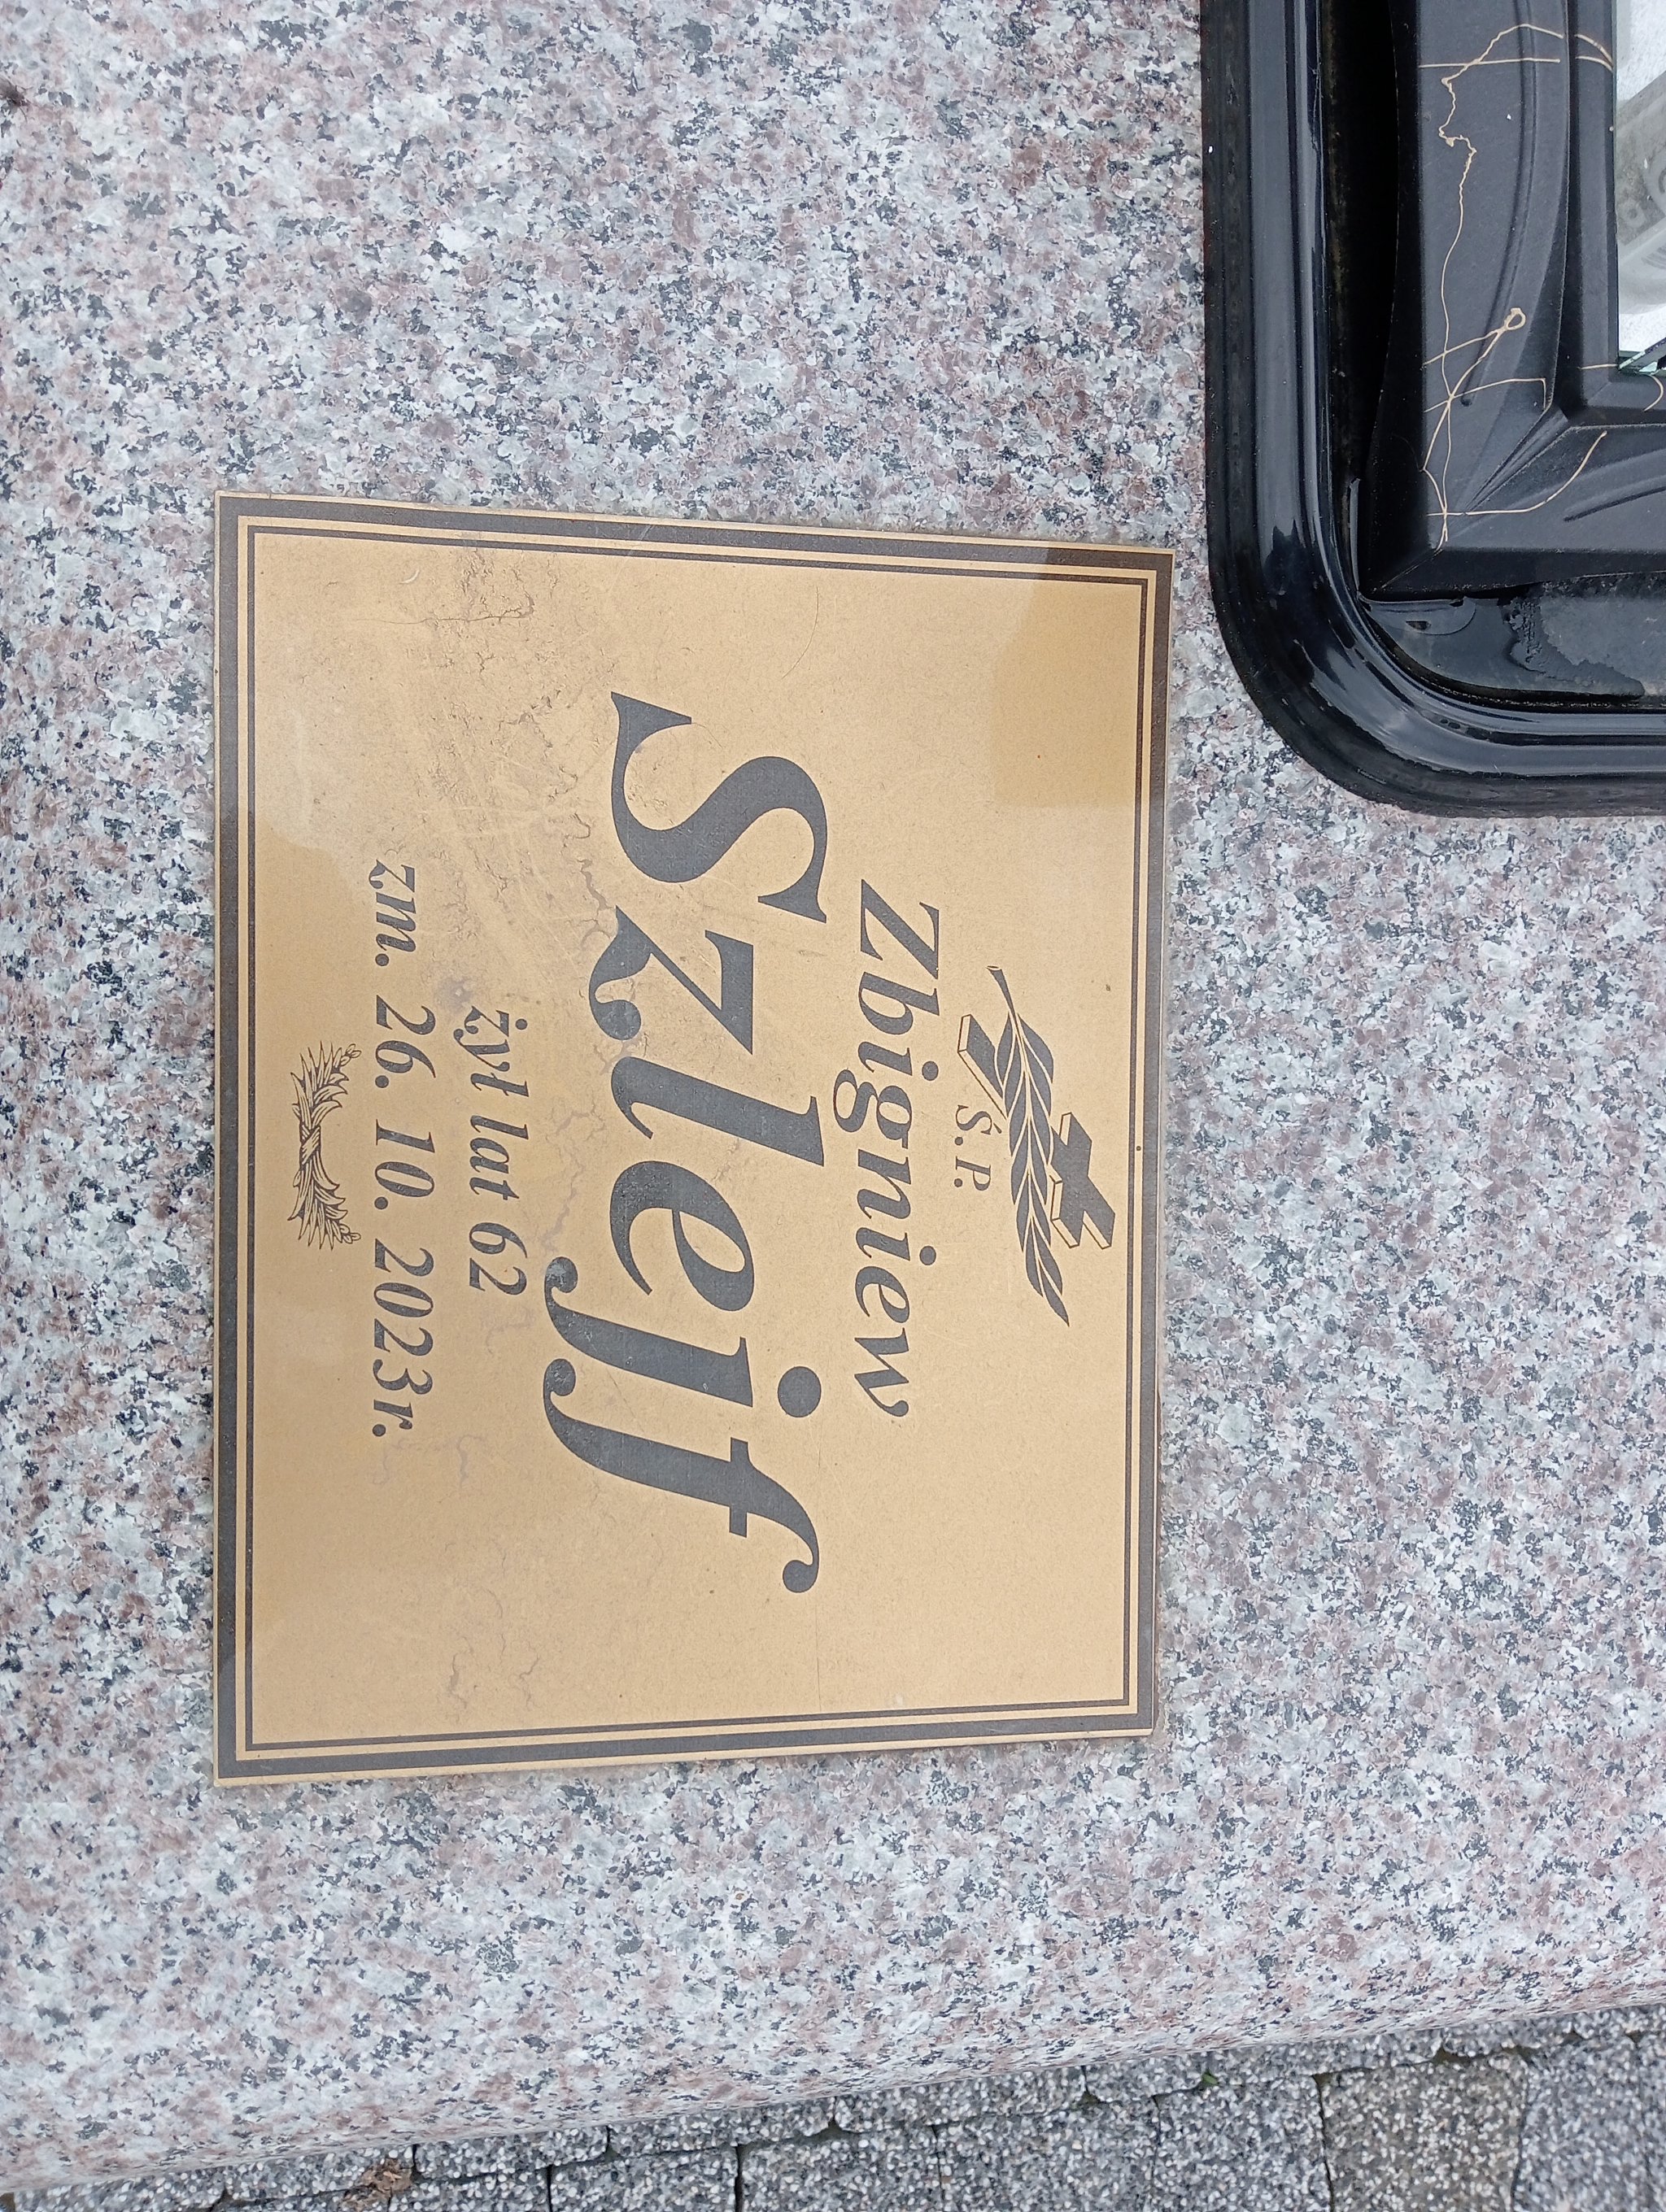 Ś.P.
Zbigniew
Szlejf
żył lat 62
zm. 26. 10. 2023r.